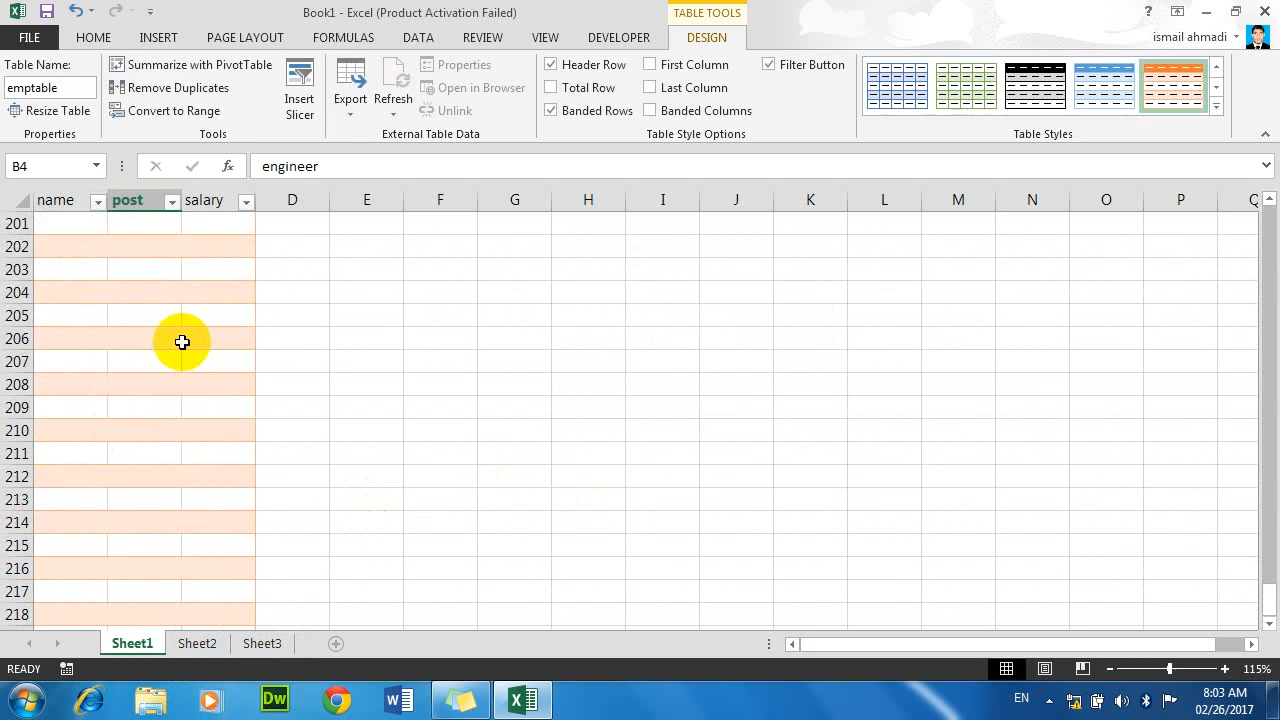 Book1 - Excel (Product Activation Failed)
TABLE TOOLS
FILE HOME INSERT PAGE LAYOUT FORMULAS DATA REVIEW VIEW DEVELOPER DESIGN ismail ahmadi
Table Name:
emptable
Resize Table
Properties
Summarize with PivotTable
Remove Duplicates
Convert to Range
Tools
Insert
Slicer
Export
Refresh
Properties
Open in Browser
Unlink
External Table Data
Header Row
Total Row
Banded Rows
First Column
Last Column
Banded Columns
Filter Button
Table Style Options
Table Styles
B4
fx
engineer
name post salary D E F G H I J K L M N O P Q
201
202
203
204
205
206
207
208
209
210
211
212
213
214
215
216
217
218
Sheet1 Sheet2 Sheet3
READY
115%
Dw
EN
8:03 AM
02/26/2017